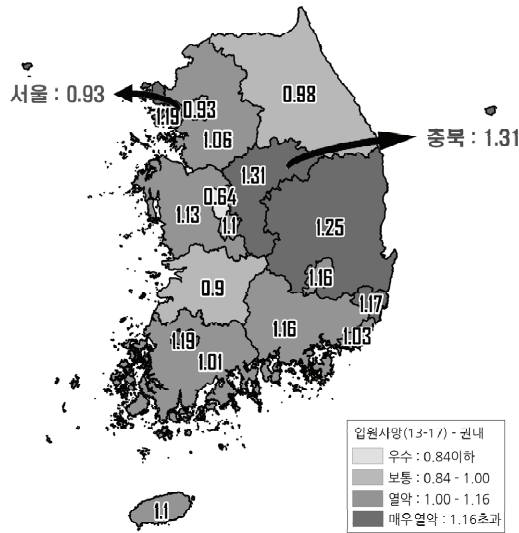 0.98
서울 : 0.93
0.93
1.19
1.06
중북 : 1.31
1.31
0.64
1.13
1.1
1.25
1.16
0.9
1.17
1.16
1.03
1.19
1.01
1.1
입원사망(13-17) - 권내
우수 : 0.84이하
보통 : 0.84 - 1.00
열악 : 1.00 - 1.16
매우열악 : 1.16초과